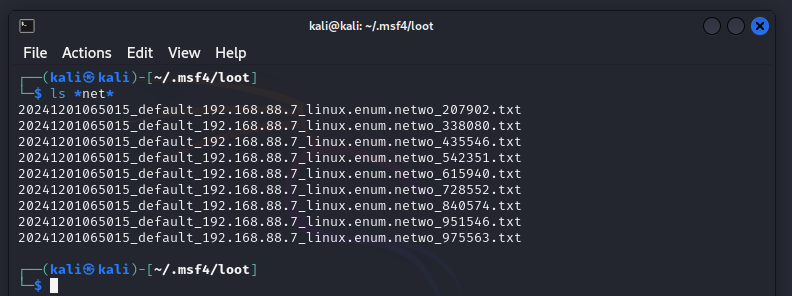 kali@kali: ~/.msf4/loot
File Actions Edit View Help
┌──(kali㉿kali)-[~/.msf4/loot]
└─$ ls *net*
20241201065015_default_192.168.88.7_linux.enum.netwo_207902.txt
20241201065015_default_192.168.88.7_linux.enum.netwo_338080.txt
20241201065015_default_192.168.88.7_linux.enum.netwo_435546.txt
20241201065015_default_192.168.88.7_linux.enum.netwo_542351.txt
20241201065015_default_192.168.88.7_linux.enum.netwo_615940.txt
20241201065015_default_192.168.88.7_linux.enum.netwo_728552.txt
20241201065015_default_192.168.88.7_linux.enum.netwo_840574.txt
20241201065015_default_192.168.88.7_linux.enum.netwo_951546.txt
20241201065015_default_192.168.88.7_linux.enum.netwo_975563.txt
┌──(kali㉿kali)-[~/.msf4/loot]
└─$